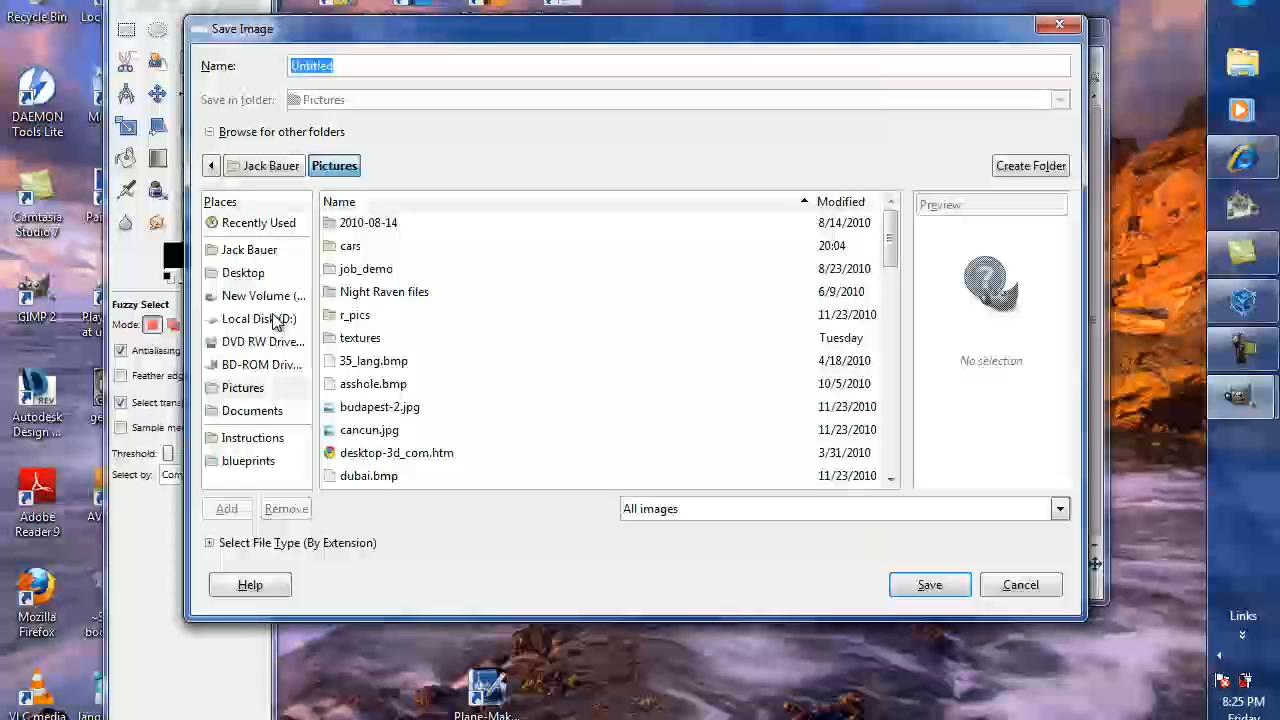 Recycle Bin
DAEMON
Tools Lite
Camtasia
Studio 7
GIMP 2
Autodesk
Design ...
Adobe
Reader 9
Mozilla
Firefox
VLC media
Fuzzy Select
Mode:
Antialiasing
Feather edg
Select trans
Sample me
Threshold:
Select by: Com
Save Image
Name: Untitled
Save in folder: Pictures
Browse for other folders
Jack Bauer Pictures Create Folder
Places
Recently Used
Jack Bauer
Desktop
New Volume (...
Local Disk (D:)
DVD RW Drive...
BD-ROM Driv...
Pictures
Documents
Instructions
blueprints
Add Remove
Name Modified
2010-08-14 8/14/2010
cars 20:04
job_demo 8/23/2010
Night Raven files 6/9/2010
r_pics 11/23/2010
textures Tuesday
35_lang.bmp 4/18/2010
asshole.bmp 10/5/2010
budapest-2.jpg 11/23/2010
cancun.jpg 11/23/2010
desktop-3d_com.htm 3/31/2010
dubai.bmp 11/23/2010
Preview
No selection
All images
Select File Type (By Extension)
Help Save Cancel
Plane-Mak...
Links
8:25 PM
Friday